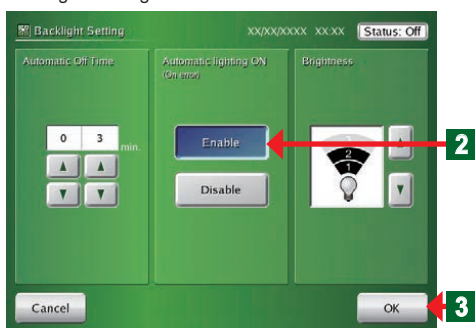 Backlight Setting XX/XX/XXXX XX:XX Status: Off
Automatic Off Time
0 3 min.
Automatic lighting ON
(On error)
Enable
Disable
Brightness
2
1
Cancel
OK
2
3